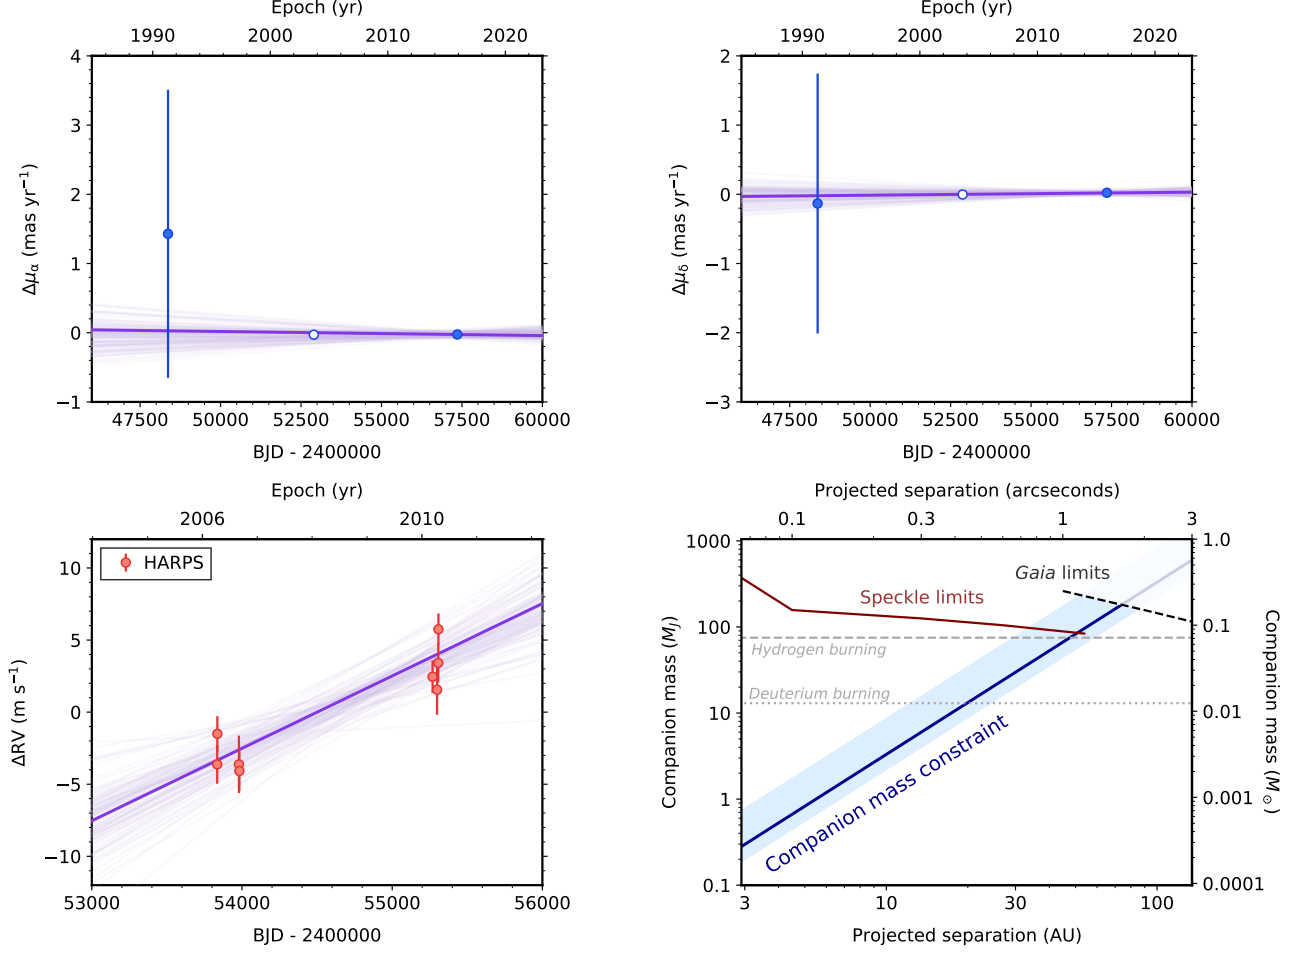 Epoch (yr)
1990 2000 2010 2020
4
3
2
1
0
−1
Δμα (mas yr−1)
47500 50000 52500 55000 57500 60000
BJD - 2400000
Epoch (yr)
1990 2000 2010 2020
2
1
0
−1
−2
−3
Δμδ (mas yr−1)
47500 50000 52500 55000 57500 60000
BJD - 2400000
Epoch (yr)
2006 2010
HARPS
10
5
0
−5
−10
ΔRV (m s−1)
53000 54000 55000 56000
BJD - 2400000
Projected separation (arcseconds)
0.1 0.3 1 3
1000
100
10
1
0.1
Companion mass (MJ)
Gaia limits
Speckle limits
Hydrogen burning
Deuterium burning
Companion mass constraint
1.0
0.1
0.01
0.001
0.0001
Companion mass (M☉)
3 10 30 100
Projected separation (AU)